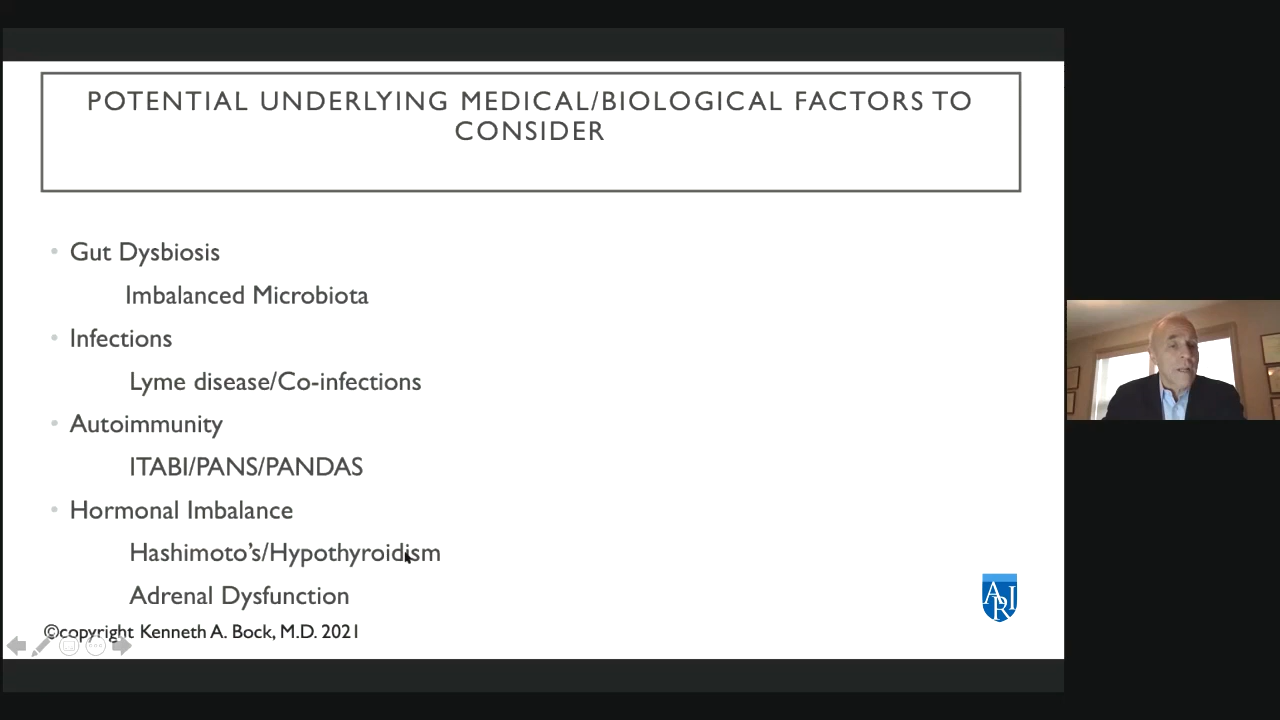 POTENTIAL UNDERLYING MEDICAL/BIOLOGICAL FACTORS TO
CONSIDER
• Gut Dysbiosis
Imbalanced Microbiota
• Infections
Lyme disease/Co-infections
• Autoimmunity
ITABI/PANS/PANDAS
• Hormonal Imbalance
Hashimoto's/Hypothyroidism
Adrenal Dysfunction
©copyright Kenneth A. Bock, M.D. 2021
ARI